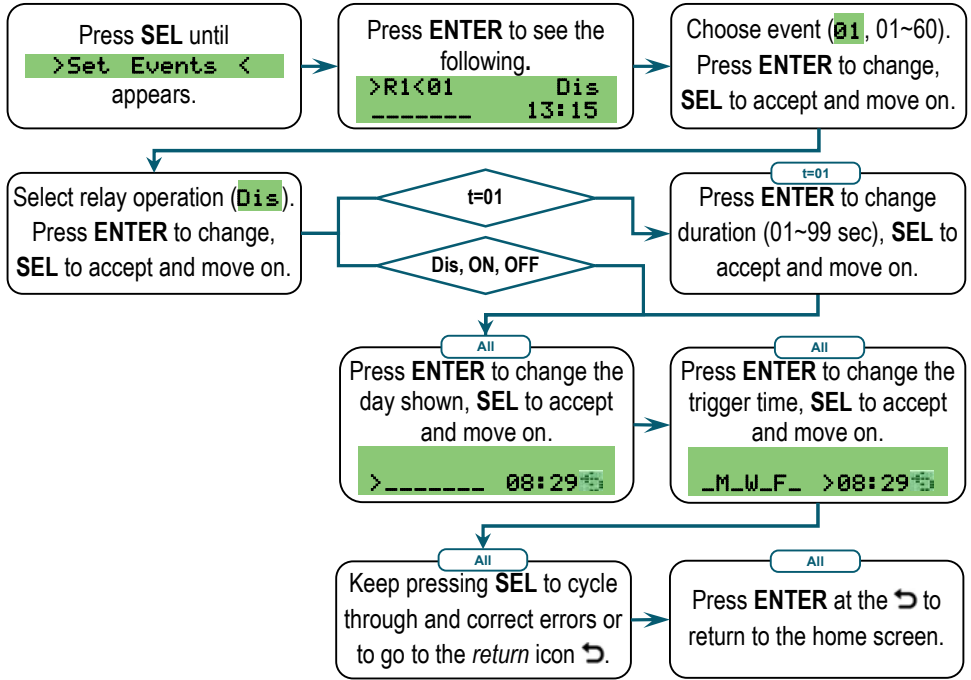 Press SEL until
>Set Events <
appears.
Press ENTER to see the
following.
>R1<01 Dis
_______ 13:15
Choose event (01, 01~60).
Press ENTER to change,
SEL to accept and move on.
Select relay operation (Dis).
Press ENTER to change,
SEL to accept and move on.
t=01
Dis, ON, OFF
t=01
Press ENTER to change
duration (01~99 sec), SEL to
accept and move on.
All
Press ENTER to change the
day shown, SEL to accept
and move on.
>_______ 08:29
All
Press ENTER to change the
trigger time, SEL to accept
and move on.
_M_W_F_ >08:29
All
Keep pressing SEL to cycle
through and correct errors or
to go to the return icon ⮌.
All
Press ENTER at the ⮌ to
return to the home screen.